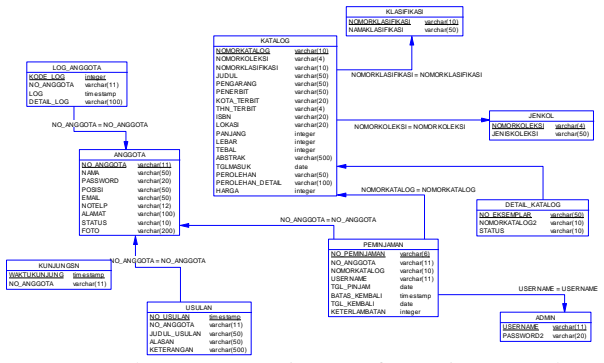 KLASIFIKASI
NOMORKLASIFIKASI varchar(10)
NAMAKLASIFIKASI varchar(50)
KATALOG
NOMORKATALOG varchar(10)
NOMORKOLEKSI varchar(4)
NOMORKLASIFIKASI varchar(10)
JUDUL varchar(50)
PENGARANG varchar(50)
PENERBIT varchar(50)
KOTA_TERBIT varchar(20)
THN_TERBIT varchar(4)
ISBN varchar(20)
LOKASI varchar(20)
PANJANG integer
LEBAR integer
TEBAL integer
ABSTRAK varchar(500)
TGLMASUK date
PEROLEHAN varchar(50)
PEROLEHAN_DETAIL varchar(100)
HARGA integer
NOMORKLASIFIKASI = NOMORKLASIFIKASI
LOG_ANGGOTA
KODE_LOG integer
NO_ANGGOTA varchar(11)
LOG timestamp
DETAIL_LOG varchar(100)
NO_ANGGOTA = NO_ANGGOTA
JENKOL
NOMORKOLEKSI varchar(4)
JENISKOLEKSI varchar(50)
NOMORKOLEKSI = NOMORKOLEKSI
ANGGOTA
NO_ANGGOTA varchar(11)
NAMA varchar(50)
PASSWORD varchar(20)
POSISI varchar(50)
EMAIL varchar(50)
NOTELP varchar(12)
ALAMAT varchar(100)
STATUS varchar(10)
FOTO varchar(200)
NOMORKATALOG = NOMORKATALOG
DETAIL_KATALOG
NO_EKSEMPLAR varchar(50)
NOMORKATALOG2 varchar(10)
STATUS varchar(10)
NO_ANGGOTA = NO_ANGGOTA
PEMINJAMAN
NO_PEMINJAMAN varchar(6)
NO_ANGGOTA varchar(11)
NOMORKATALOG varchar(10)
USERNAME varchar(11)
TGL_PINJAM date
BATAS_KEMBALI timestamp
TGL_KEMBALI date
KETERLAMBATAN integer
KUNJUNGSN
WAKTUKUNJUNG timestamp
NO_ANGGOTA varchar(11)
NO_ANGGOTA = NO_ANGGOTA
USULAN
NO_USULAN timestamp
NO_ANGGOTA varchar(11)
JUDUL_USULAN varchar(50)
ALASAN varchar(50)
KETERANGAN varchar(500)
USERNAME = USERNAME
ADMIN
USERNAME varchar(11)
PASSWORD2 varchar(20)